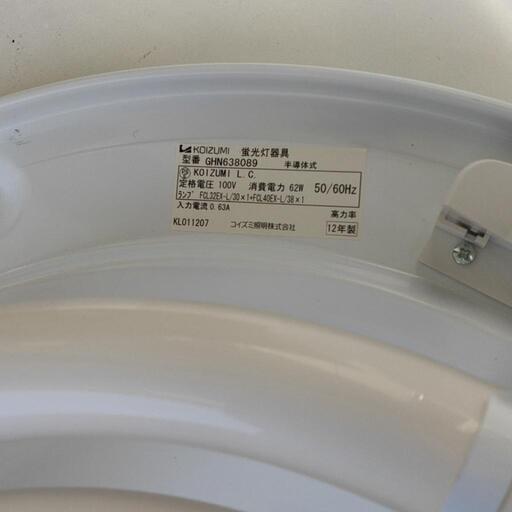 KOIZUMI 蛍光灯器具
型番 GHN638089 半導体式
PS E KOIZUMI L.C.
定格電圧 100V 消費電力 62W 50/60Hz
ランプ FCL32EX-L/30×1+FCL40EX-L/38×1
入力電流 0.63A 高力率
KL011207 コイズミ照明株式会社 12年製